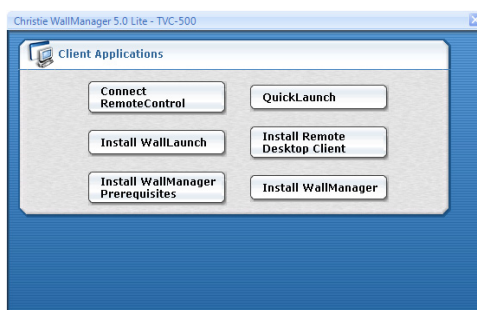 Christie WallManager 5.0 Lite - TVC-500
Client Applications
Connect
RemoteControl
QuickLaunch
Install WallLaunch
Install Remote
Desktop Client
Install WallManager
Prerequisites
Install WallManager